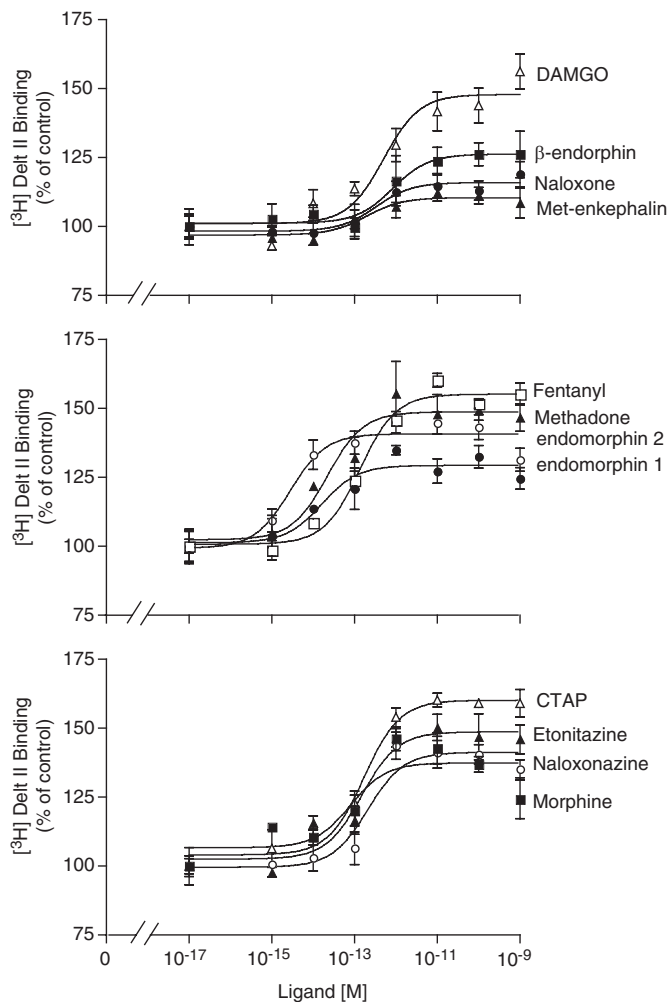 175
150
125
100
75
[³H] Delt II Binding
(% of control)
DAMGO
β-endorphin
Naloxone
Met-enkephalin
175
150
125
100
75
[³H] Delt II Binding
(% of control)
Fentanyl
Methadone
endomorphin 2
endomorphin 1
175
150
125
100
75
[³H] Delt II Binding
(% of control)
CTAP
Etonitazine
Naloxonazine
Morphine
0 10⁻¹⁷ 10⁻¹⁵ 10⁻¹³ 10⁻¹¹ 10⁻⁹
Ligand [M]